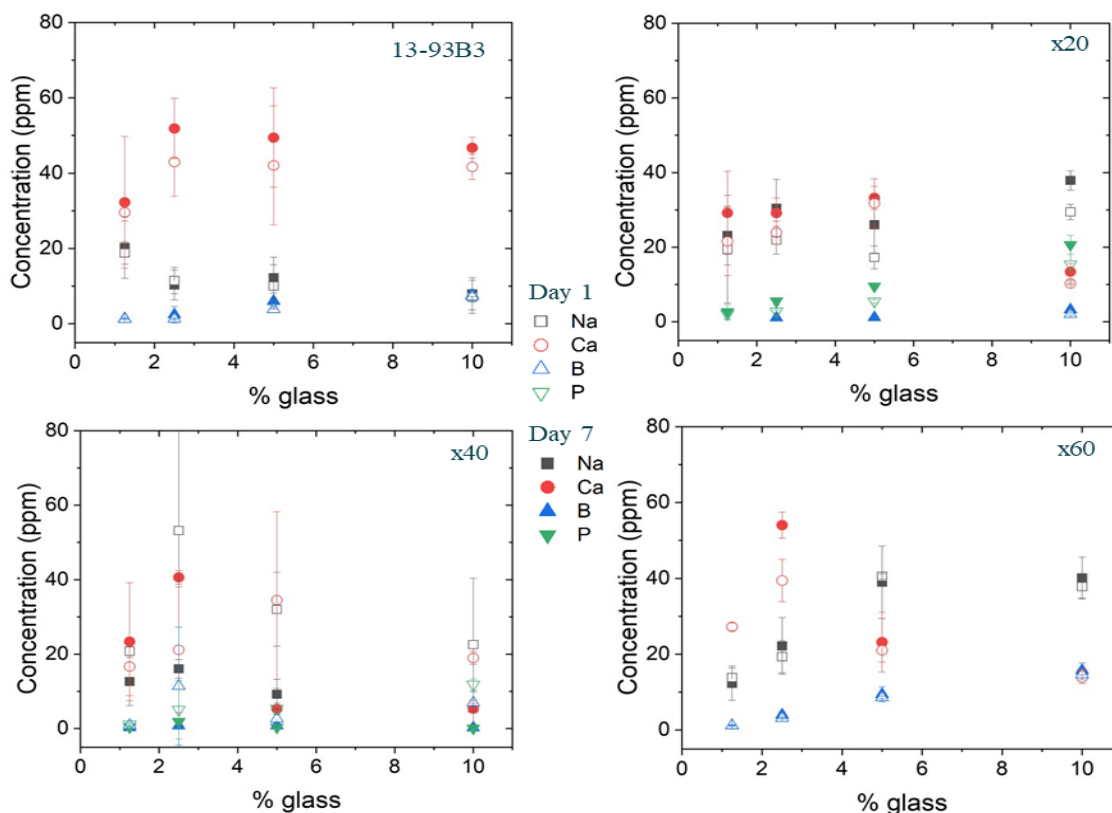 80
60
40
20
0
Concentration (ppm)
0 2 4 6 8 10
% glass
13-93B3
80
60
40
20
0
Concentration (ppm)
0 2 4 6 8 10
% glass
x20
Day 1
Na
Ca
B
P
Day 7
Na
Ca
B
P
80
60
40
20
0
Concentration (ppm)
0 2 4 6 8 10
% glass
x40
80
60
40
20
0
Concentration (ppm)
0 2 4 6 8 10
% glass
x60